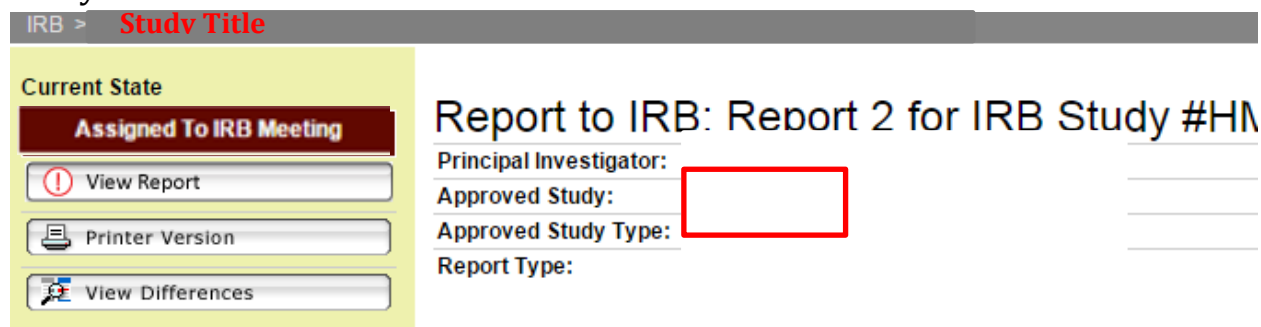 IRB > Study Title
Current State
Assigned To IRB Meeting
View Report
Printer Version
View Differences
Report to IRB: Report 2 for IRB Study #HM
Principal Investigator:
Approved Study:
Approved Study Type:
Report Type: